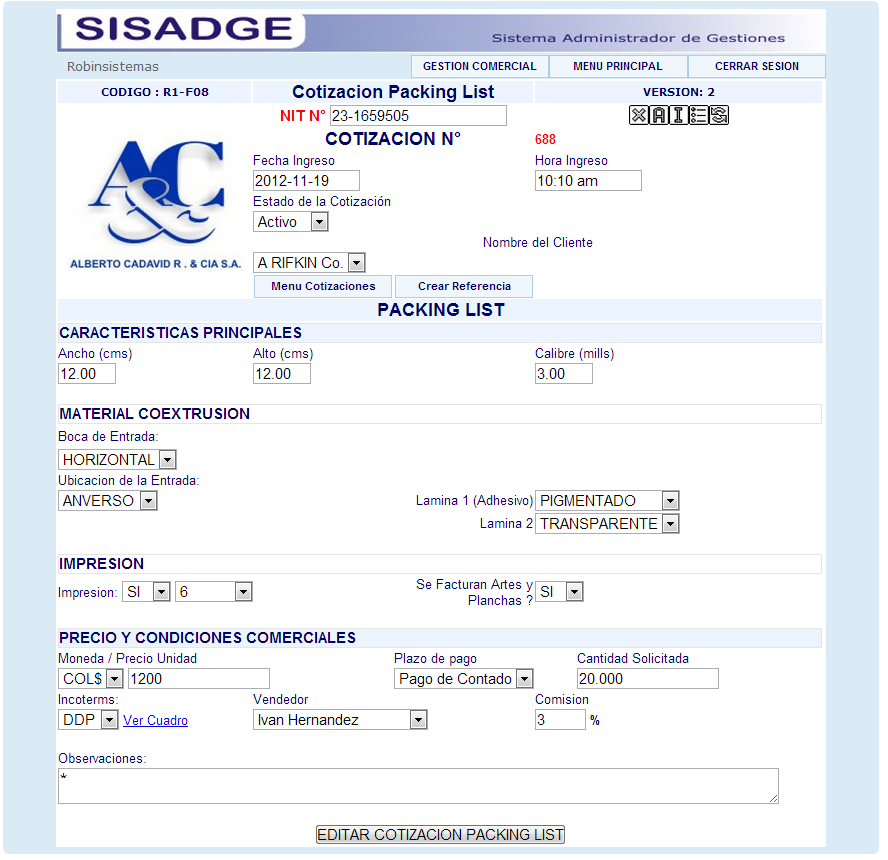 SISADGE
Sistema Administrador de Gestiones
Robinsistemas GESTION COMERCIAL MENU PRINCIPAL CERRAR SESION
CODIGO : R1-F08 Cotizacion Packing List VERSION: 2
NIT N° 23-1659505
COTIZACION N° 688
Fecha Ingreso Hora Ingreso
2012-11-19 10:10 am
Estado de la Cotización
Activo
Nombre del Cliente
A&C
ALBERTO CADAVID R . & CIA S.A. A RIFKIN Co.
Menu Cotizaciones Crear Referencia
PACKING LIST
CARACTERISTICAS PRINCIPALES
Ancho (cms) Alto (cms) Calibre (mills)
12.00 12.00 3.00
MATERIAL COEXTRUSION
Boca de Entrada:
HORIZONTAL
Ubicacion de la Entrada:
ANVERSO Lamina 1 (Adhesivo) PIGMENTADO
Lamina 2 TRANSPARENTE
IMPRESION
Impresion: SI 6 Se Facturan Artes y
Planchas ? SI
PRECIO Y CONDICIONES COMERCIALES
Moneda / Precio Unidad Plazo de pago Cantidad Solicitada
COL$ 1200 Pago de Contado 20.000
Incoterms: Vendedor Comision
DDP Ver Cuadro Ivan Hernandez 3 %
Observaciones:
*
EDITAR COTIZACION PACKING LIST